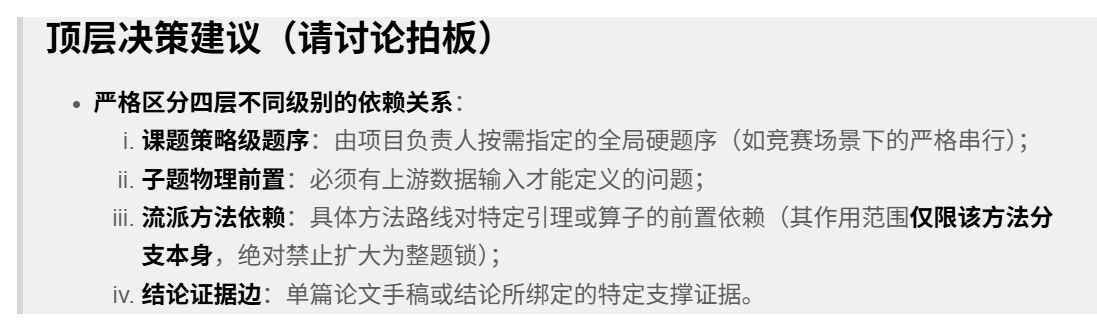 顶层决策建议（请讨论拍板）
• 严格区分四层不同级别的依赖关系：
i. 课题策略级题序：由项目负责人按需指定的全局硬题序（如竞赛场景下的严格串行）；
ii. 子题物理前置：必须有上游数据输入才能定义的问题；
iii. 流派方法依赖：具体方法路线对特定引理或算子的前置依赖（其作用范围仅限该方法分
支本身，绝对禁止扩大为整题锁）；
iv. 结论证据边：单篇论文手稿或结论所绑定的特定支撑证据。